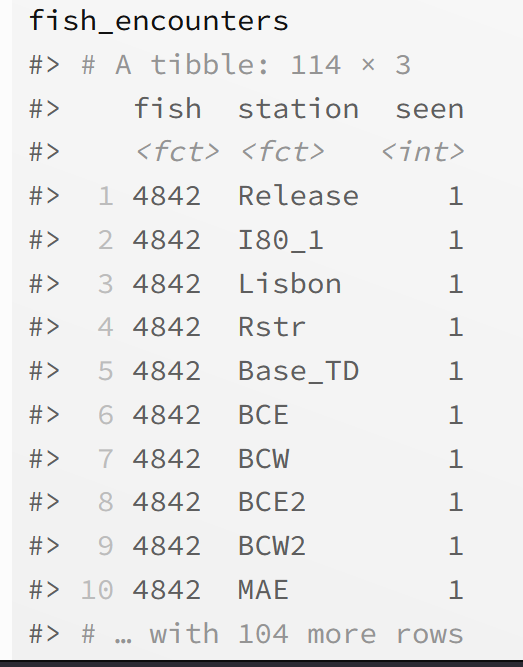 fish_encounters
#> # A tibble: 114 × 3
#>    fish  station  seen
#>    <fct> <fct>   <int>
#>  1 4842  Release     1
#>  2 4842  I80_1       1
#>  3 4842  Lisbon      1
#>  4 4842  Rstr        1
#>  5 4842  Base_TD     1
#>  6 4842  BCE         1
#>  7 4842  BCW         1
#>  8 4842  BCE2        1
#>  9 4842  BCW2        1
#> 10 4842  MAE         1
#> # … with 104 more rows